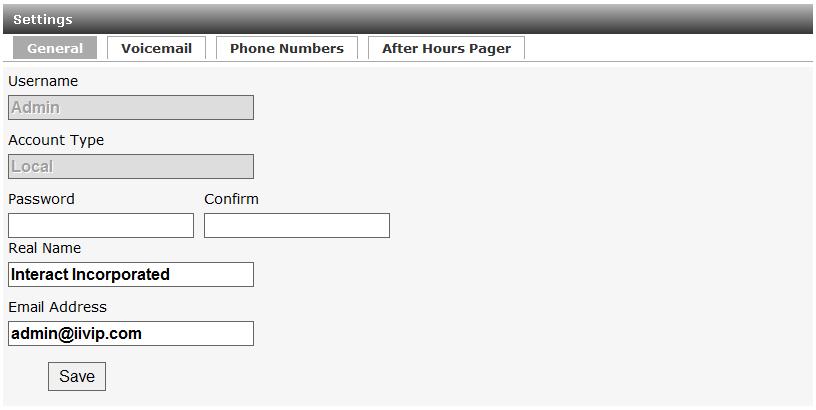 Settings
General Voicemail Phone Numbers After Hours Pager
Username
Admin
Account Type
Local
Password Confirm
Real Name
Interact Incorporated
Email Address
admin@iivip.com
Save